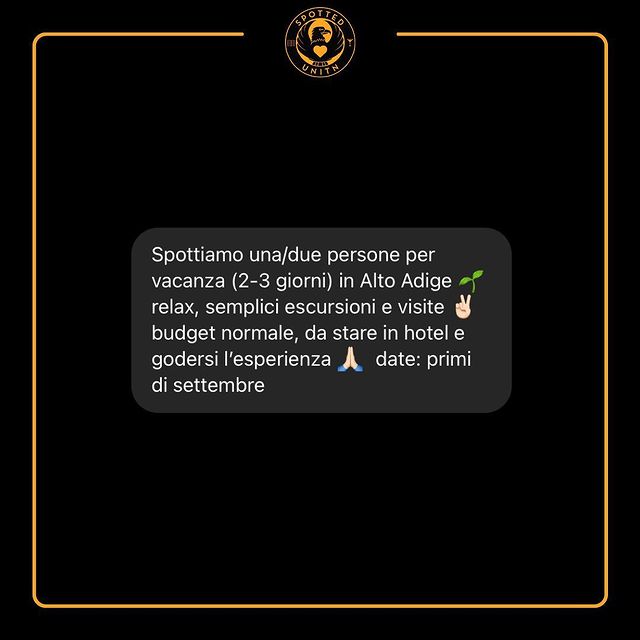 SPOTTED
UNITN
Spottiamo una/due persone per
vacanza (2-3 giorni) in Alto Adige 🌱
relax, semplici escursioni e visite ✌🏻
budget normale, da stare in hotel e
godersi l’esperienza 🙏🏻 date: primi
di settembre